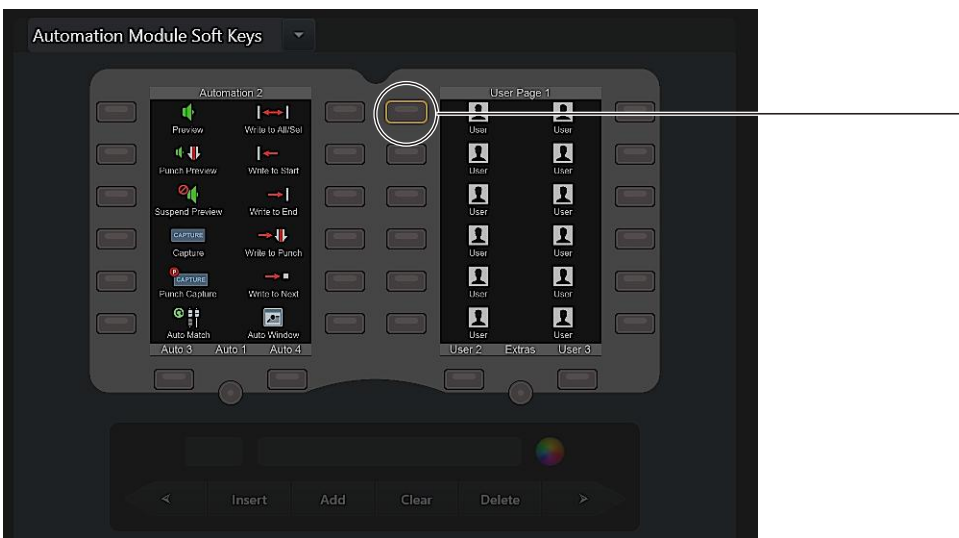 Automation Module Soft Keys
Automation 2
Preview Write to All/Sel
Punch Preview Write to Start
Suspend Preview Write to End
CAPTURE
Capture Write to Punch
P
CAPTURE
Punch Capture Write to Next
Auto Match Auto Window
Auto 3 Auto 1 Auto 4
User Page 1
User User
User User
User User
User User
User User
User User
User 2 Extras User 3
Insert Add Clear Delete